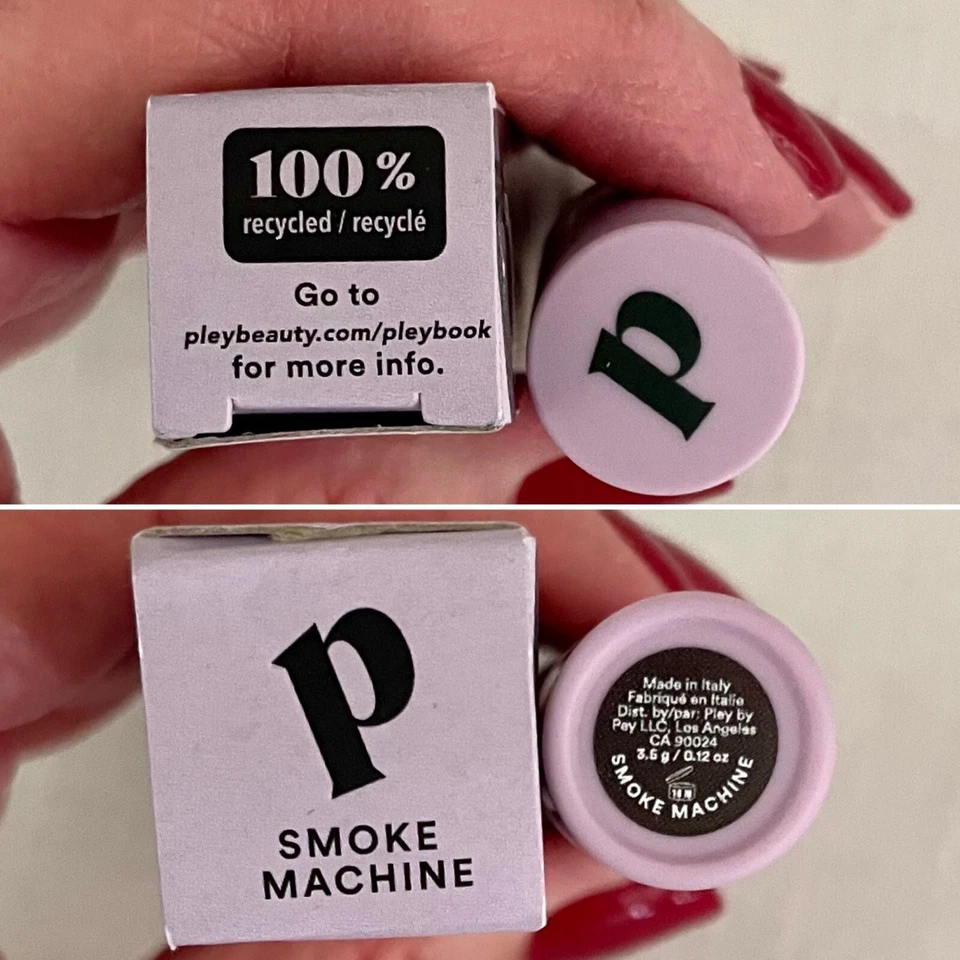 100%
recycled / recyclé
Go to
pleybeauty.com/pleybook
for more info.
p
p
SMOKE
MACHINE
Made in Italy
Fabriqué en Italie
Dist. by/par: Pley by
Pey LLC, Los Angeles
CA 90024
3.5 g / 0.12 oz
SMOKE MACHINE